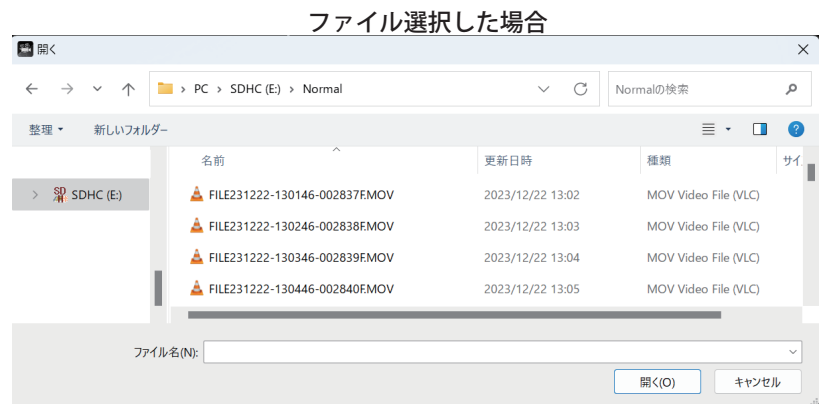 ファイル選択した場合
開く
PC > SDHC (E:) > Normal
Normalの検索
整理
新しいフォルダー
名前 更新日時 種類 サイ
SDHC (E:)
FILE231222-130146-002837F.MOV 2023/12/22 13:02 MOV Video File (VLC)
FILE231222-130246-002838F.MOV 2023/12/22 13:03 MOV Video File (VLC)
FILE231222-130346-002839F.MOV 2023/12/22 13:04 MOV Video File (VLC)
FILE231222-130446-002840F.MOV 2023/12/22 13:05 MOV Video File (VLC)
ファイル名(N):
開く(O) キャンセル